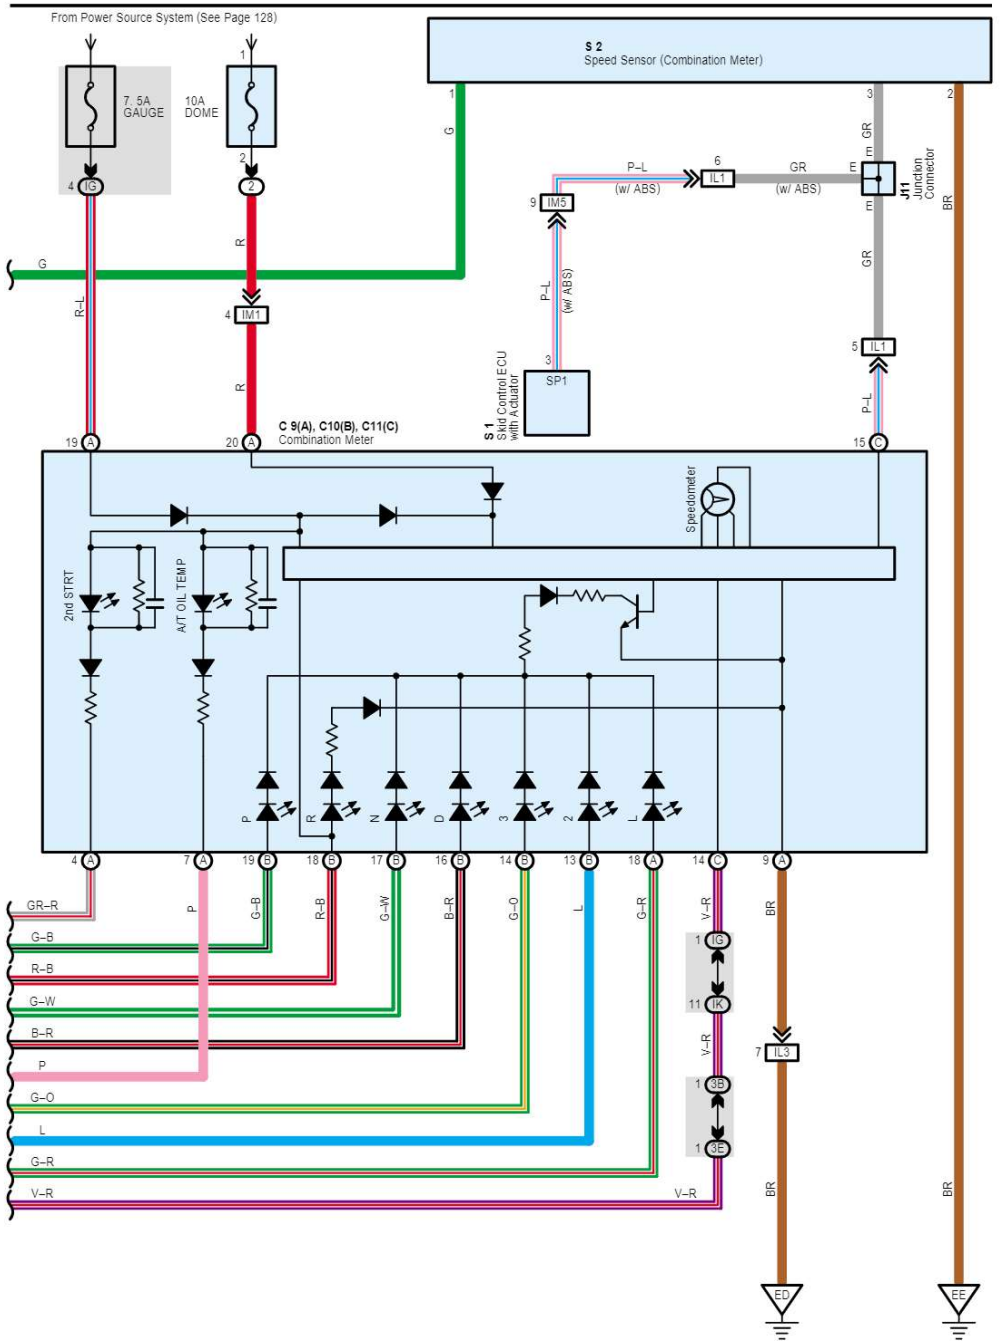 From Power Source System (See Page 128)
S 2
Speed Sensor (Combination Meter)
1
7. 5A
GAUGE
10A
DOME
2
1
3
2
G
GR
E
P–L
(w/ ABS)
6
IL1
GR
(w/ ABS)
E
J11
Junction
Connector
E
BR
4
IG
2
9
IM5
R
G
R–L
GR
P–L
(w/ ABS)
4
IM1
5
IL1
R
3
SP1
S 1
Skid Control ECU
with Actuator
P–L
C 9(A), C10(B), C11(C)
Combination Meter
19
A
20
A
15
C
Speedometer
2nd STRT
A/T OIL TEMP
P
R
N
D
3
2
L
4
A
7
A
19
B
18
B
17
B
16
B
14
B
13
B
18
A
14
C
9
A
GR–R
P
G–B
R–B
G–W
B–R
G–O
L
G–R
V–R
BR
G–B
1
IG
R–B
G–W
11
IK
B–R
V–R
7
IL3
P
1
3B
G–O
L
1
3E
G–R
V–R
V–R
BR
BR
ED
EE